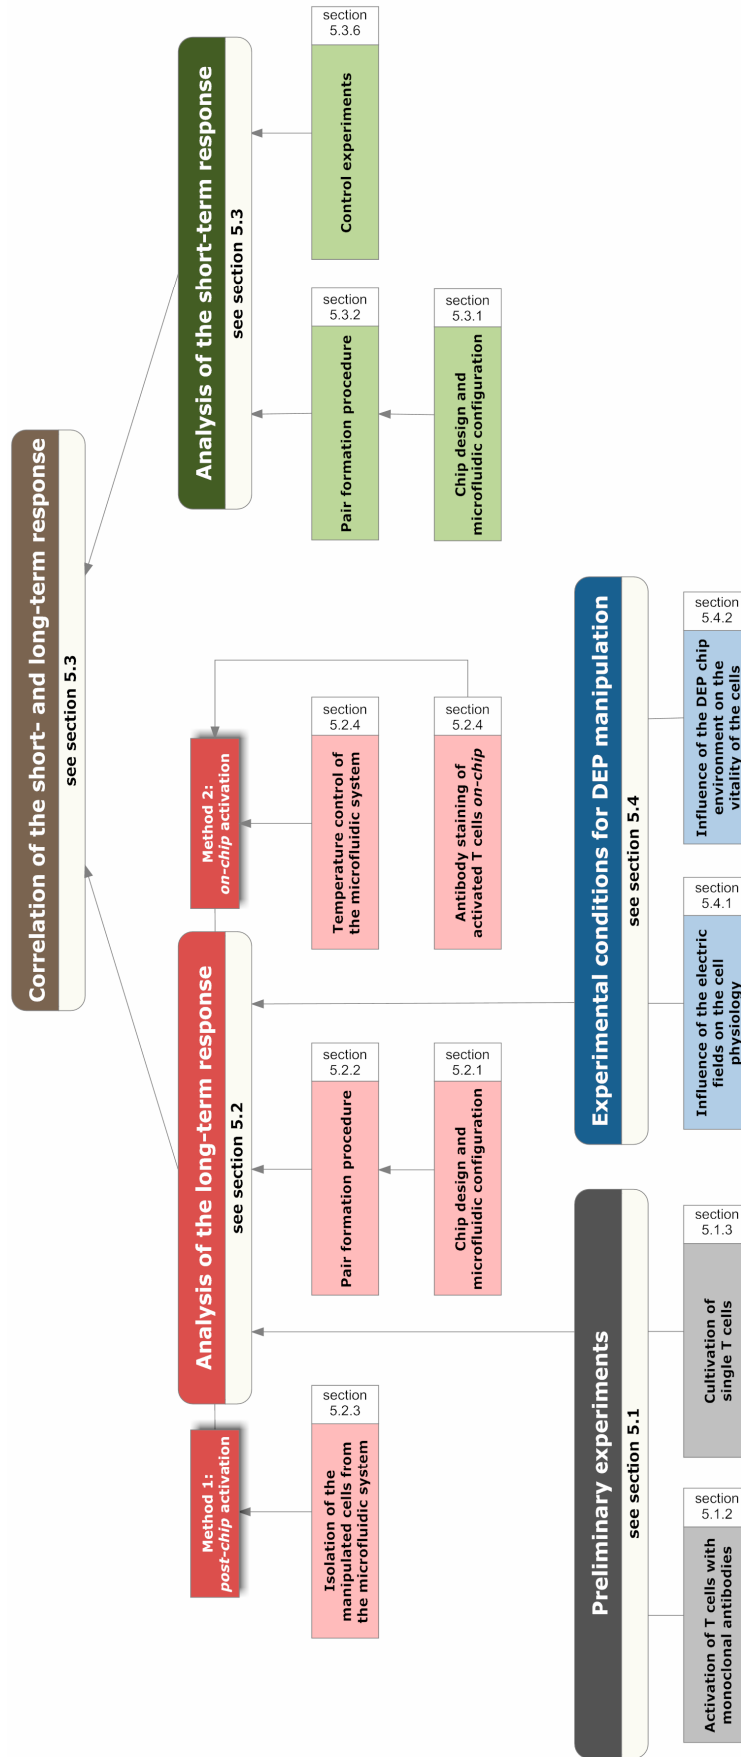 Correlation of the short- and long-term response
see section 5.3
Analysis of the long-term response
see section 5.2
Analysis of the short-term response
see section 5.3
Method 1:
post-chip activation
Method 2:
on-chip activation
Isolation of the
manipulated cells from
the microfluidic system
section
5.2.3
Pair formation procedure
section
5.2.2
Temperature control of
the microfluidic system
section
5.2.4
Pair formation procedure
section
5.3.2
Control experiments
section
5.3.6
Chip design and
microfluidic configuration
section
5.2.1
Antibody staining of
activated T cells on-chip
section
5.2.4
Chip design and
microfluidic configuration
section
5.3.1
Preliminary experiments
see section 5.1
Experimental conditions for DEP manipulation
see section 5.4
Activation of T cells with
monoclonal antibodies
section
5.1.2
Cultivation of
single T cells
section
5.1.3
Influence of the electric
fields on the cell
physiology
section
5.4.1
Influence of the DEP chip
environment on the
vitality of the cells
section
5.4.2